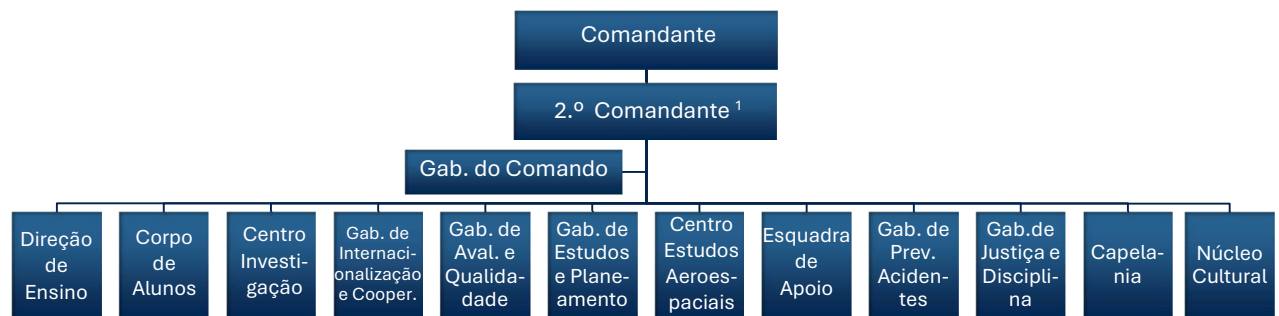 Comandante
2.º Comandante ¹
Gab. do Comando
Direção
de
Ensino
Corpo
de
Alunos
Centro
Investi-
gação
Gab. de
Internaci-
onalização
e Cooper.
Gab. de
Aval. e
Qualida-
dade
Gab. de
Estudos
e Plane-
amento
Centro
Estudos
Aeroes-
paciais
Esquadra
de
Apoio
Gab. de
Prev.
Aciden-
tes
Gab.de
Justiça e
Discipli-
na
Capela-
nia
Núcleo
Cultural